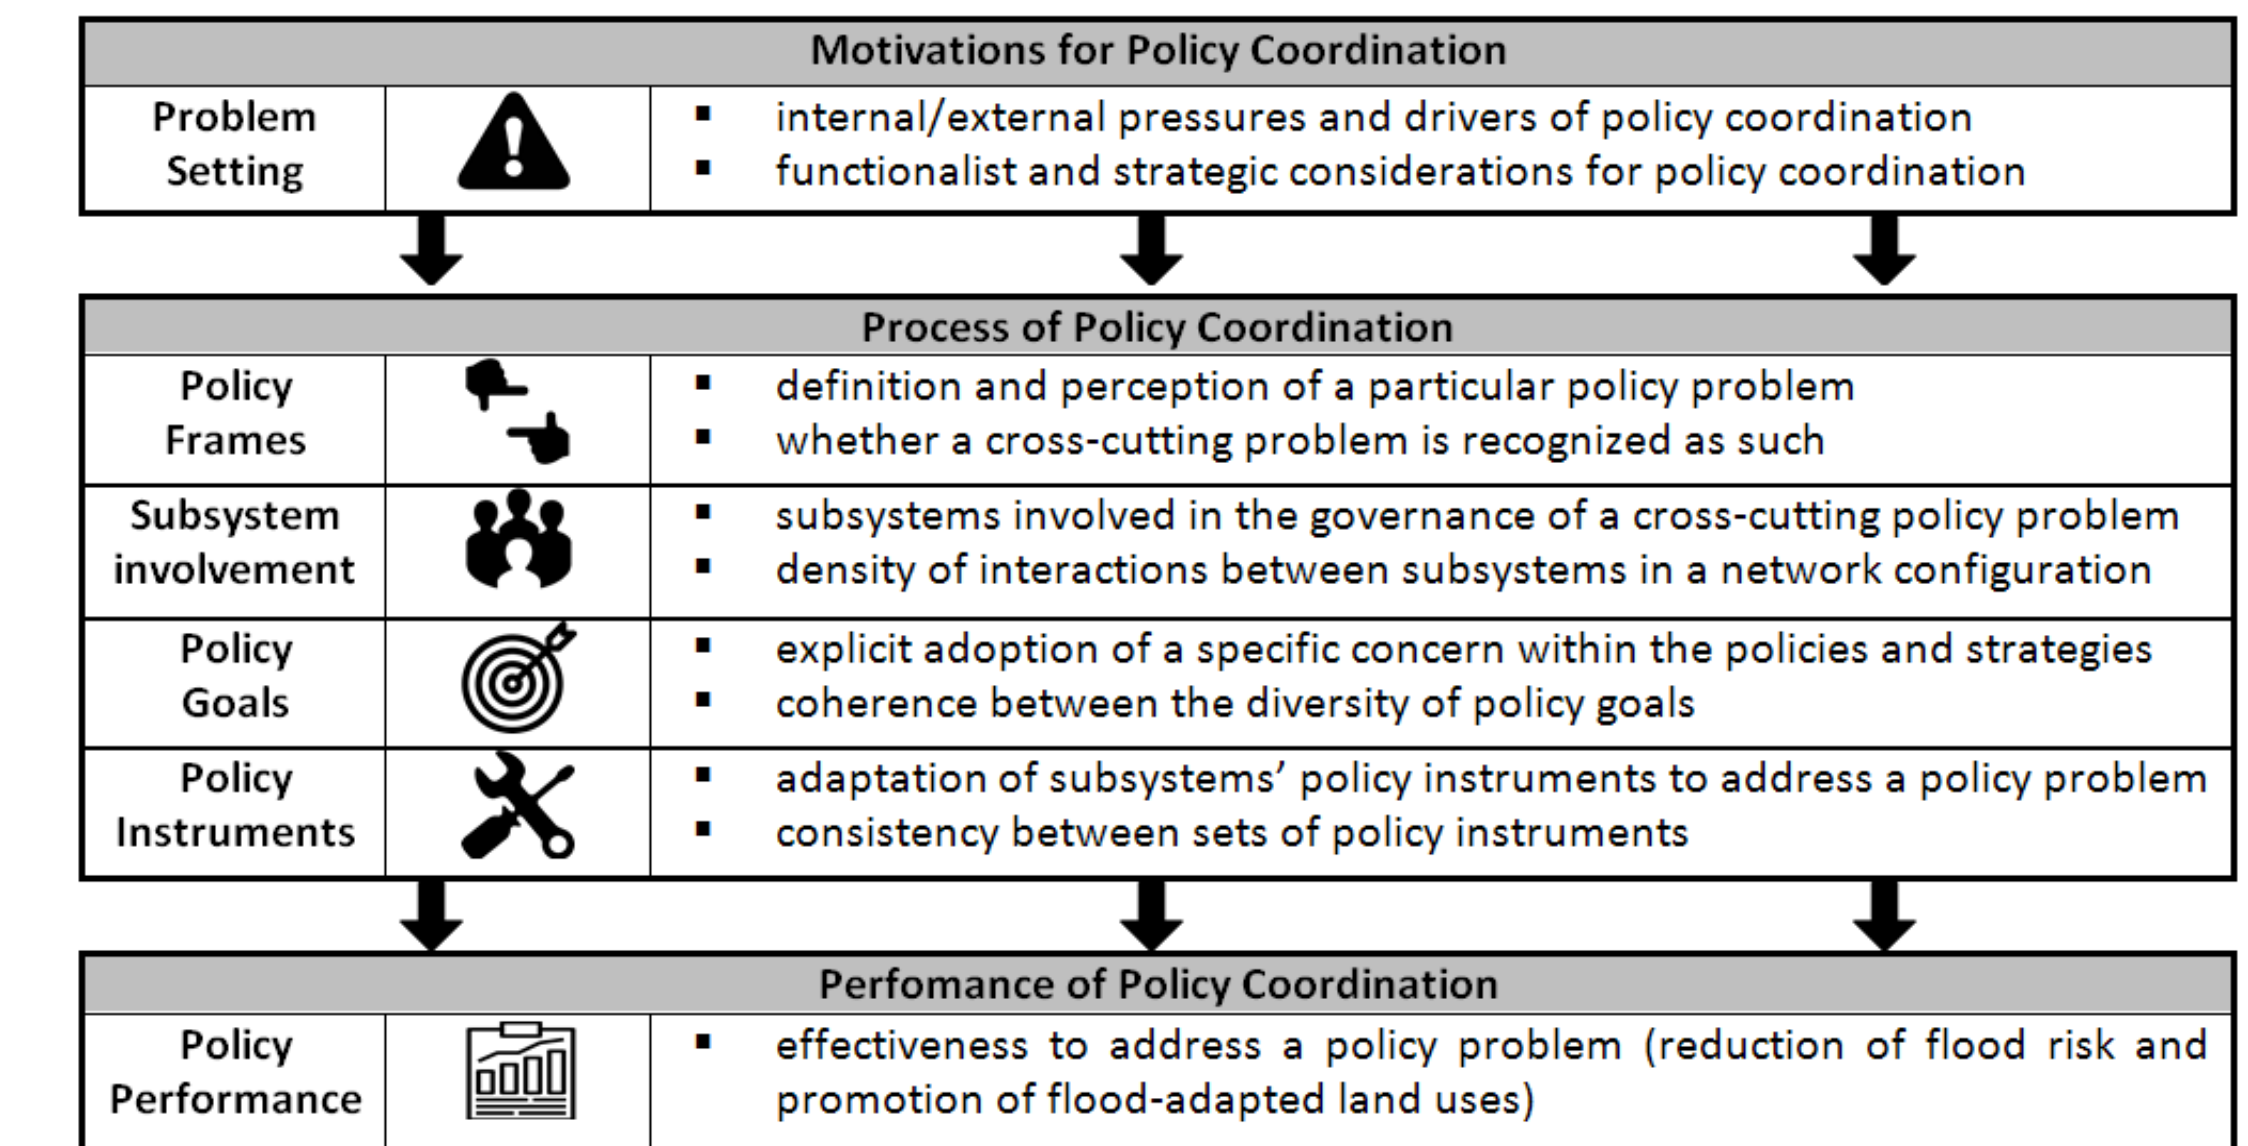 Motivations for Policy Coordination
Problem
Setting
▪ internal/external pressures and drivers of policy coordination
▪ functionalist and strategic considerations for policy coordination
Process of Policy Coordination
Policy
Frames
▪ definition and perception of a particular policy problem
▪ whether a cross-cutting problem is recognized as such
Subsystem
involvement
▪ subsystems involved in the governance of a cross-cutting policy problem
▪ density of interactions between subsystems in a network configuration
Policy
Goals
▪ explicit adoption of a specific concern within the policies and strategies
▪ coherence between the diversity of policy goals
Policy
Instruments
▪ adaptation of subsystems’ policy instruments to address a policy problem
▪ consistency between sets of policy instruments
Perfomance of Policy Coordination
Policy
Performance
▪ effectiveness to address a policy problem (reduction of flood risk and
promotion of flood-adapted land uses)